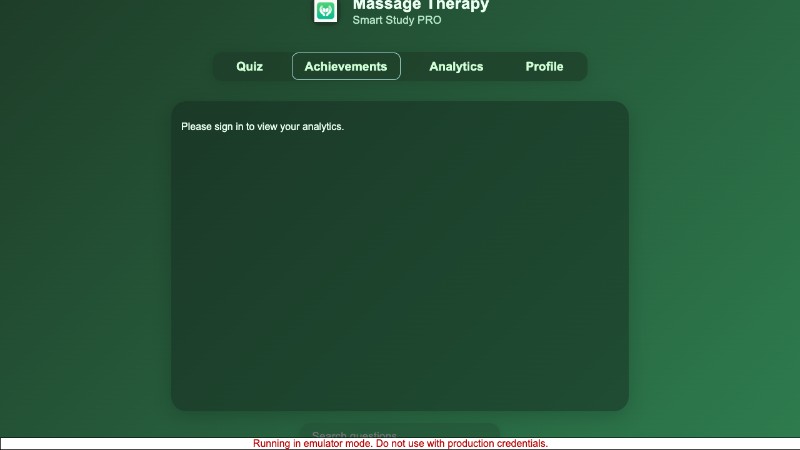 Massage Therapy
Smart Study PRO
Quiz
Achievements
Analytics
Profile
Please sign in to view your analytics.
Search questions
Running in emulator mode. Do not use with production credentials.